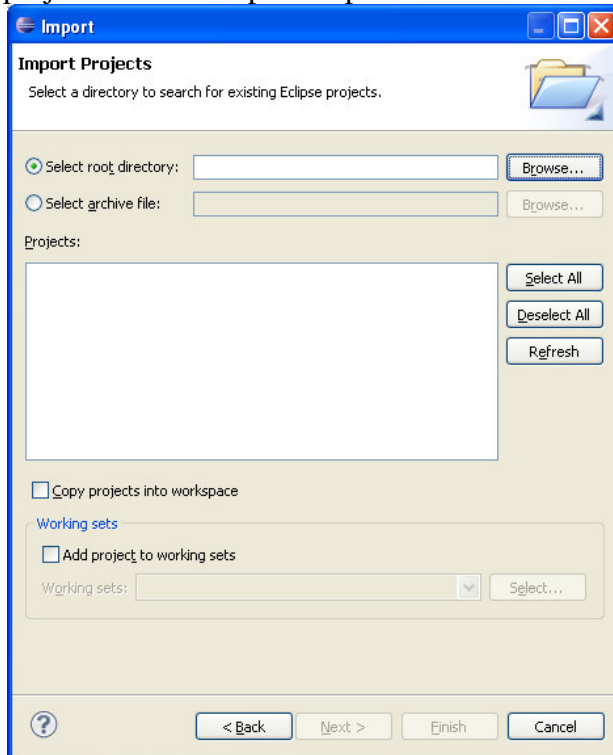 Import
Import Projects
Select a directory to search for existing Eclipse projects.
Select root directory:
Browse...
Select archive file:
Browse...
Projects:
Select All
Deselect All
Refresh
Copy projects into workspace
Working sets
Add project to working sets
Working sets:
Select...
?
< Back
Next >
Finish
Cancel